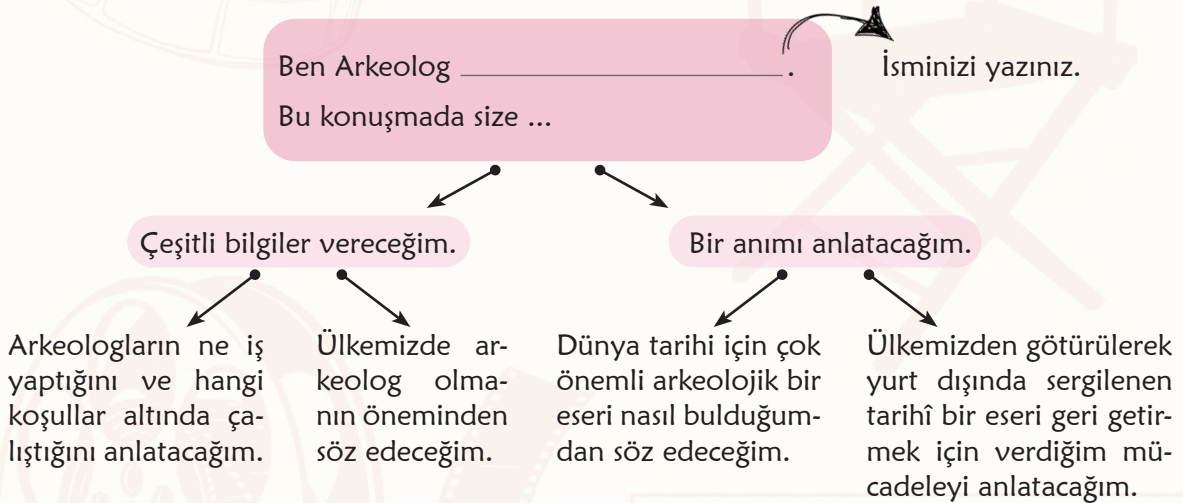 Ben Arkeolog ______________________.
İsminizi yazınız.
Bu konuşmada size ...
Çeşitli bilgiler vereceğim.
Bir anımı anlatacağım.
Arkeologların ne iş
yaptığını ve hangi
koşullar altında ça-
lıştığını anlatacağım.
Ülkemizde ar-
keolog olma-
nın öneminden
söz edeceğim.
Dünya tarihi için çok
önemli arkeolojik bir
eseri nasıl bulduğum-
dan söz edeceğim.
Ülkemizden götürülerek
yurt dışında sergilenen
tarihî bir eseri geri getir-
mek için verdiğim mü-
cadeleyi anlatacağım.